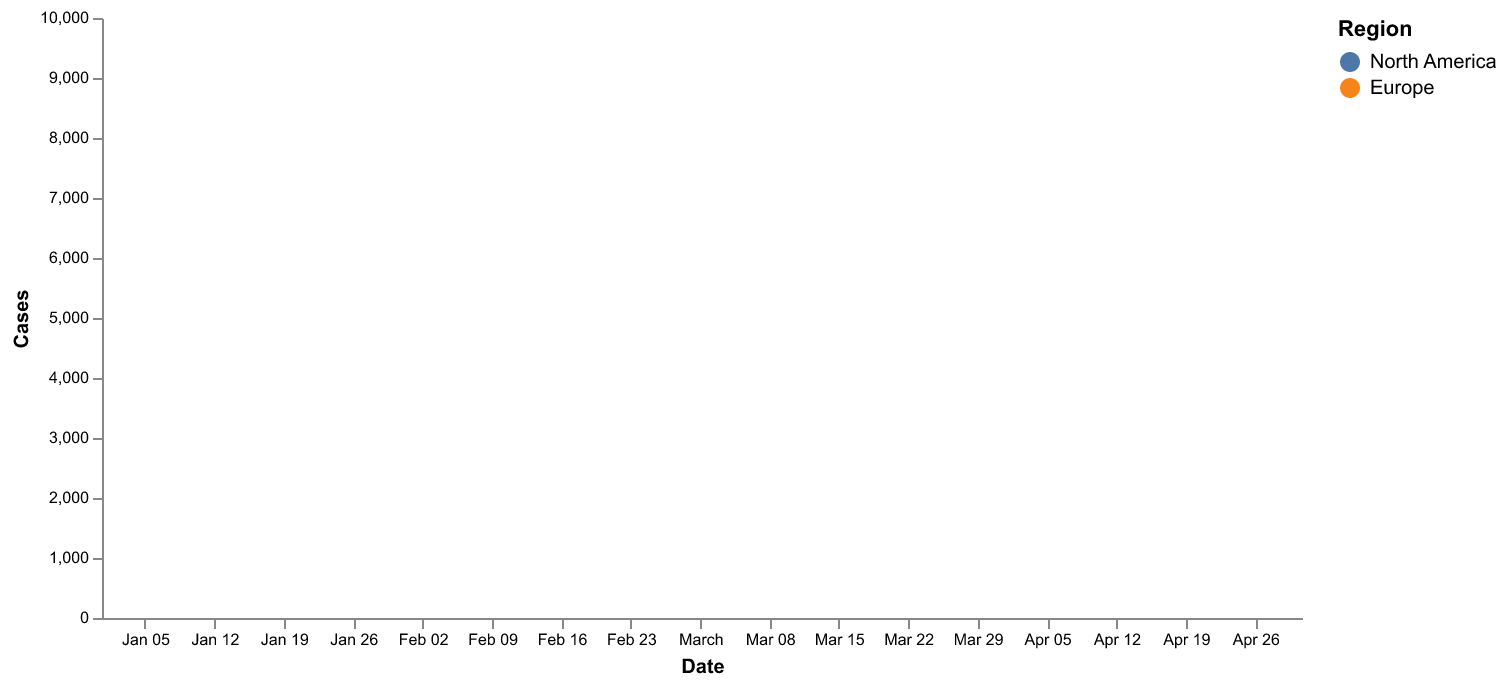 10,000
9,000
8,000
7,000
6,000
5,000
4,000
3,000
2,000
1,000
0
Cases
Jan 05 Jan 12 Jan 19 Jan 26 Feb 02 Feb 09 Feb 16 Feb 23 March Mar 08 Mar 15 Mar 22 Mar 29 Apr 05 Apr 12 Apr 19 Apr 26
Date
Region
North America
Europe